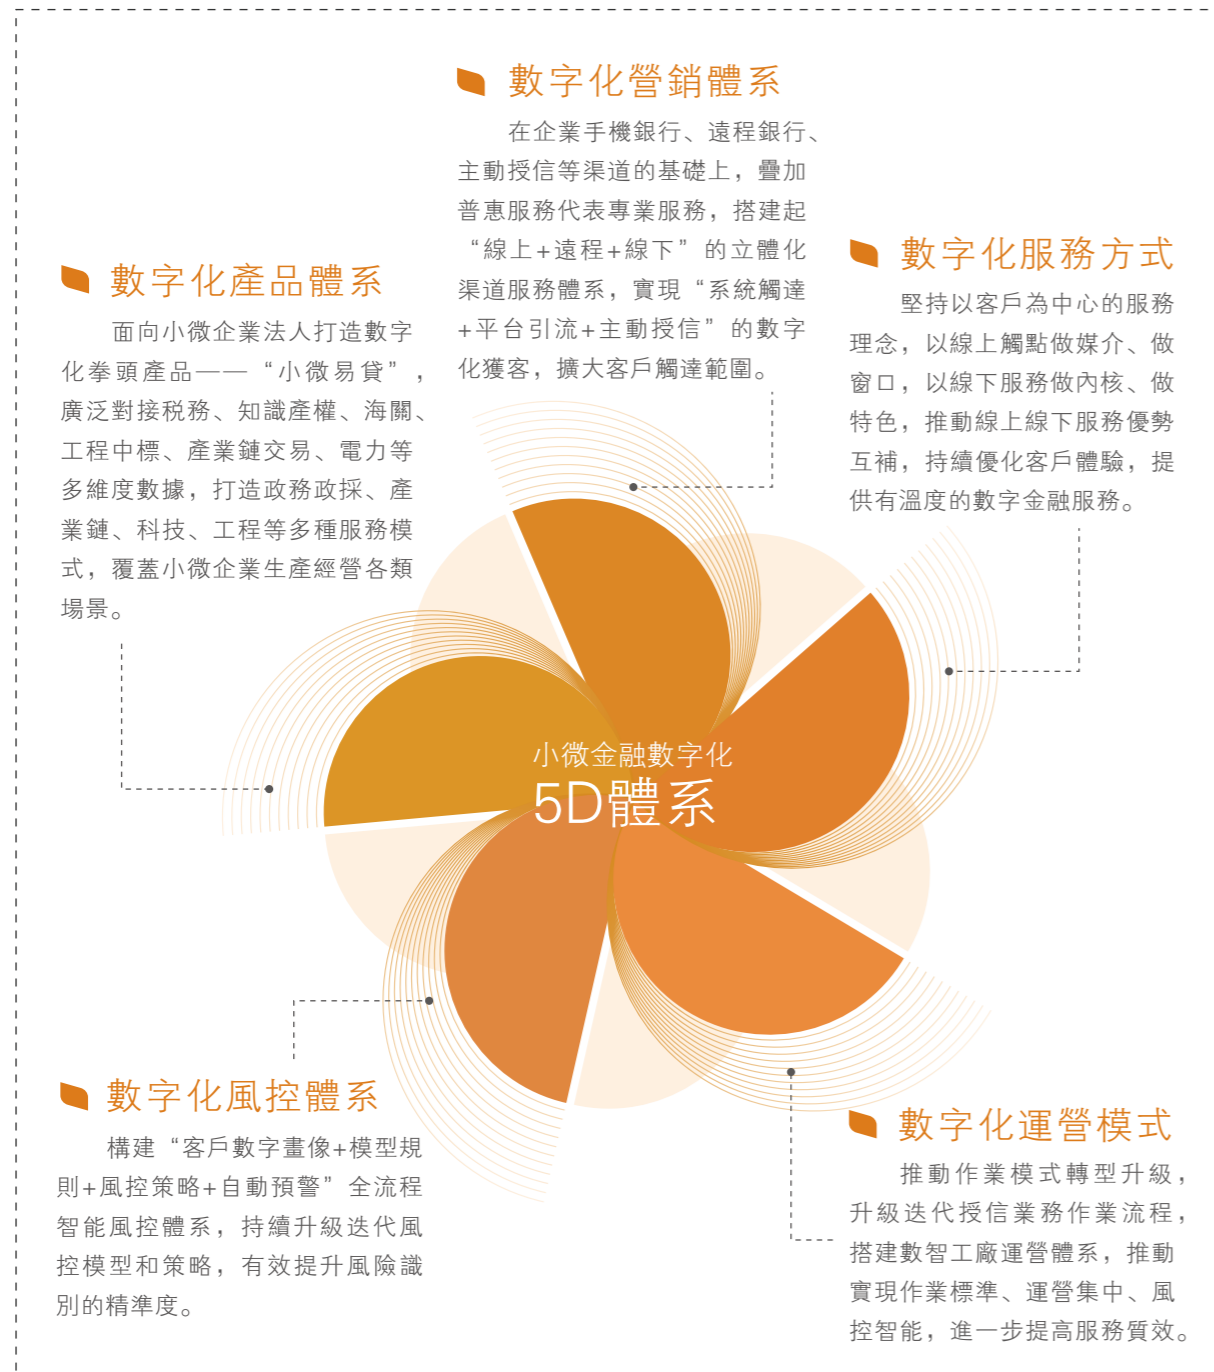 數字化營銷體系
在企業手機銀行、遠程銀行、
主動授信等渠道的基礎上，疊加
普惠服務代表專業服務，搭建起
“線上+遠程+線下”的立體化
渠道服務體系，實現“系統觸達
+平台引流+主動授信”的數字
化獲客，擴大客戶觸達範圍。
數字化服務方式
堅持以客戶為中心的服務
理念，以線上觸點做媒介、做
窗口，以線下服務做內核、做
特色，推動線上線下服務優勢
互補，持續優化客戶體驗，提
供有溫度的數字金融服務。
數字化產品體系
面向小微企業法人打造數字
化拳頭產品——“小微易貸”，
廣泛對接稅務、知識產權、海關、
工程中標、產業鏈交易、電力等
多維度數據，打造政務政採、產
業鏈、科技、工程等多種服務模
式，覆蓋小微企業生產經營各類
場景。
小微金融數字化
5D體系
數字化風控體系
構建“客戶數字畫像+模型規
則+風控策略+自動預警”全流程
智能風控體系，持續升級迭代風
控模型和策略，有效提升風險識
別的精準度。
數字化運營模式
推動作業模式轉型升級，
升級迭代授信業務作業流程，
搭建數智工廠運營體系，推動
實現作業標準、運營集中、風
控智能，進一步提高服務質效。